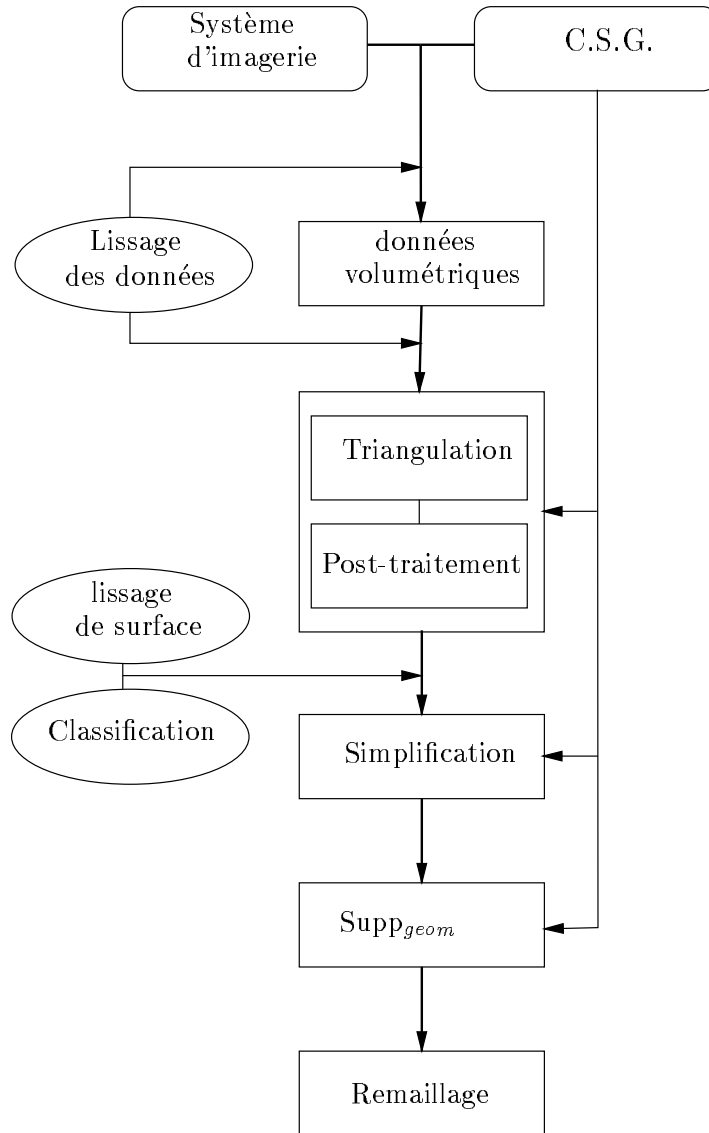 Système
d'imagerie
C.S.G.
Lissage
des données
données
volumétriques
Triangulation
Post-traitement
lissage
de surface
Classification
Simplification
Supp_geom
Remaillage